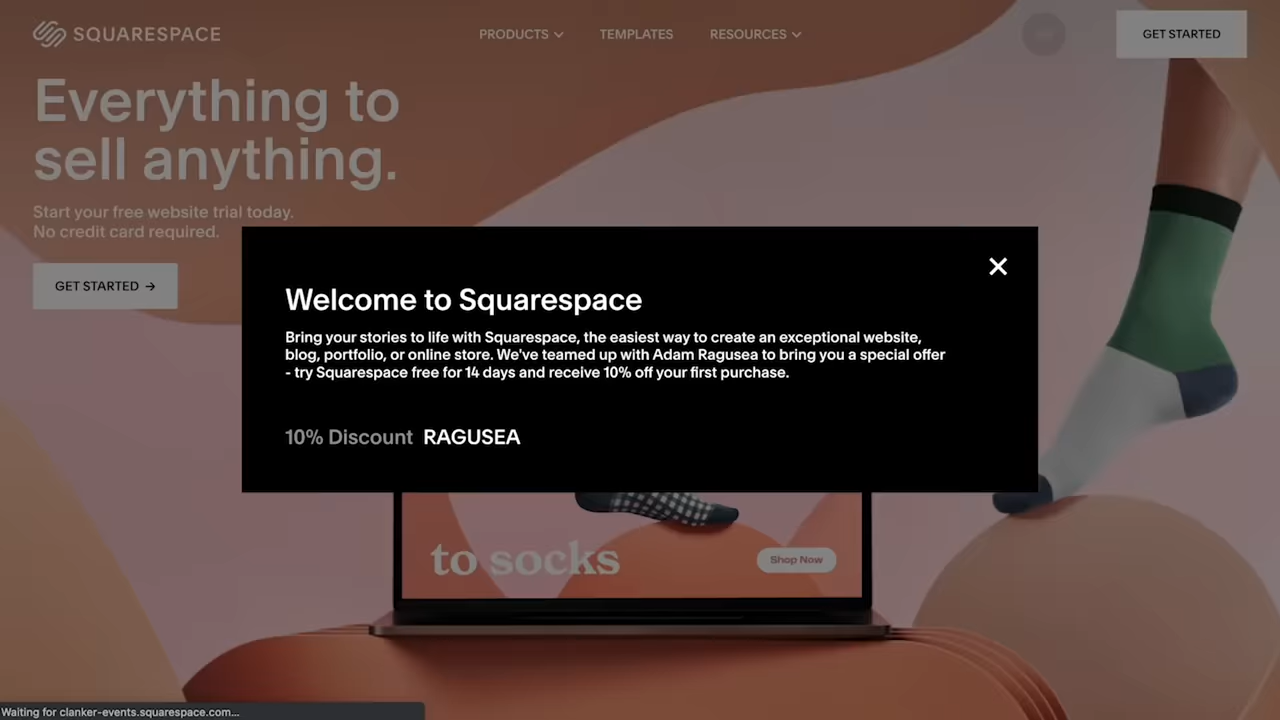 SQUARESPACE
PRODUCTS
TEMPLATES
RESOURCES
GET STARTED
Everything to
sell anything.
Start your free website trial today.
No credit card required.
GET STARTED →
Welcome to Squarespace
Bring your stories to life with Squarespace, the easiest way to create an exceptional website,
blog, portfolio, or online store. We've teamed up with Adam Ragusea to bring you a special offer
- try Squarespace free for 14 days and receive 10% off your first purchase.
10% Discount RAGUSEA
to socks
Shop Now
Waiting for clanker-events.squarespace.com...